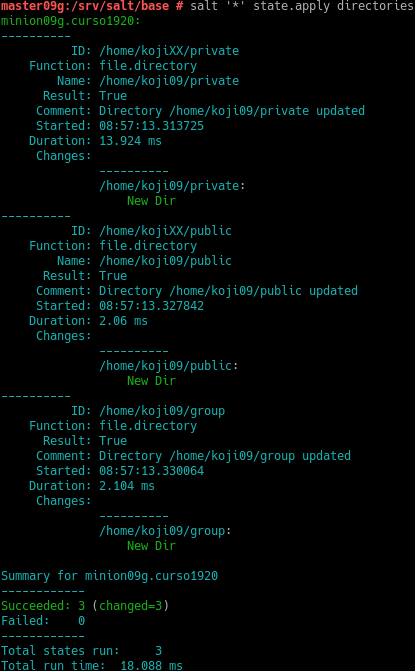 master09g:/srv/salt/base # salt '*' state.apply directories
minion09g.curso1920:
----------
ID: /home/kojiXX/private
Function: file.directory
Name: /home/koji09/private
Result: True
Comment: Directory /home/koji09/private updated
Started: 08:57:13.313725
Duration: 13.924 ms
Changes:
----------
/home/koji09/private:
New Dir
----------
ID: /home/kojiXX/public
Function: file.directory
Name: /home/koji09/public
Result: True
Comment: Directory /home/koji09/public updated
Started: 08:57:13.327842
Duration: 2.06 ms
Changes:
----------
/home/koji09/public:
New Dir
----------
ID: /home/koji09/group
Function: file.directory
Result: True
Comment: Directory /home/koji09/group updated
Started: 08:57:13.330064
Duration: 2.104 ms
Changes:
----------
/home/koji09/group:
New Dir
Summary for minion09g.curso1920
------------
Succeeded: 3 (changed=3)
Failed: 0
------------
Total states run: 3
Total run time: 18.088 ms